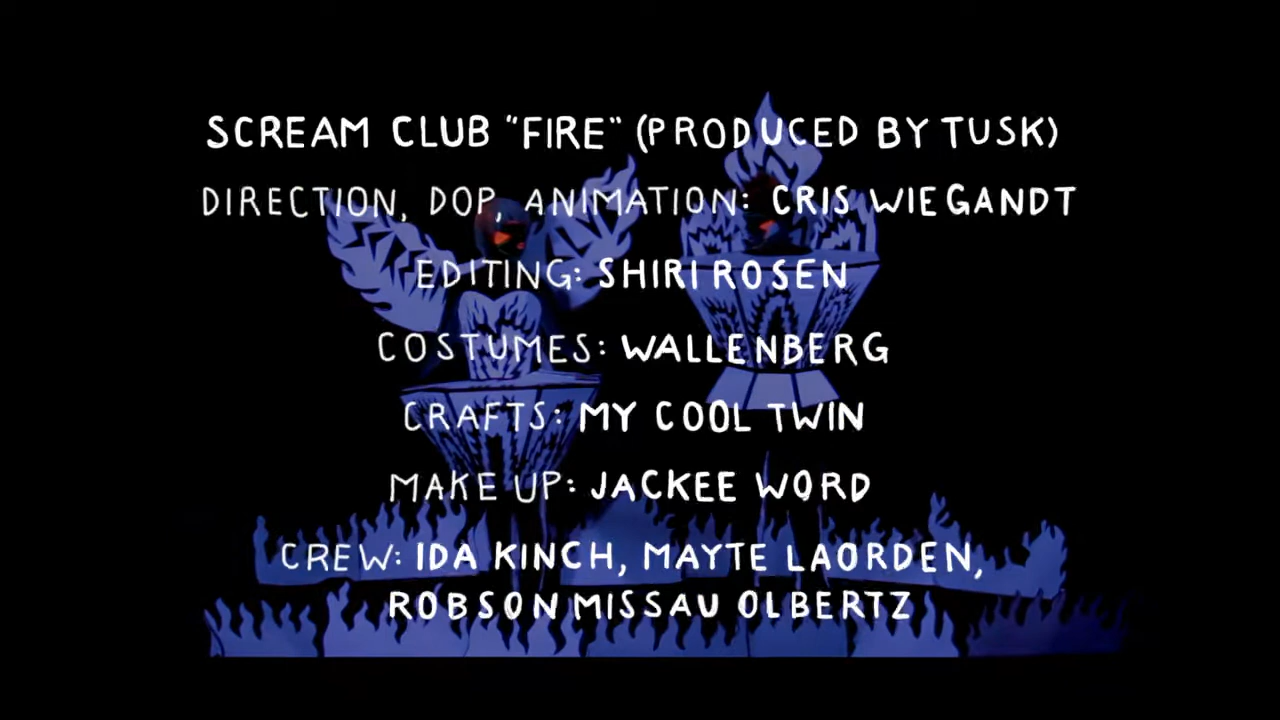 SCREAM CLUB "FIRE" (PRODUCED BY TUSK)
DIRECTION, DOP, ANIMATION: CRIS WIEGANDT
EDITING: SHIRI ROSEN
COSTUMES: WALLENBERG
CRAFTS: MY COOL TWIN
MAKE UP: JACKEE WORD
CREW: IDA KINCH, MAYTE LAORDEN,
ROBSON MISSAU OLBERTZ